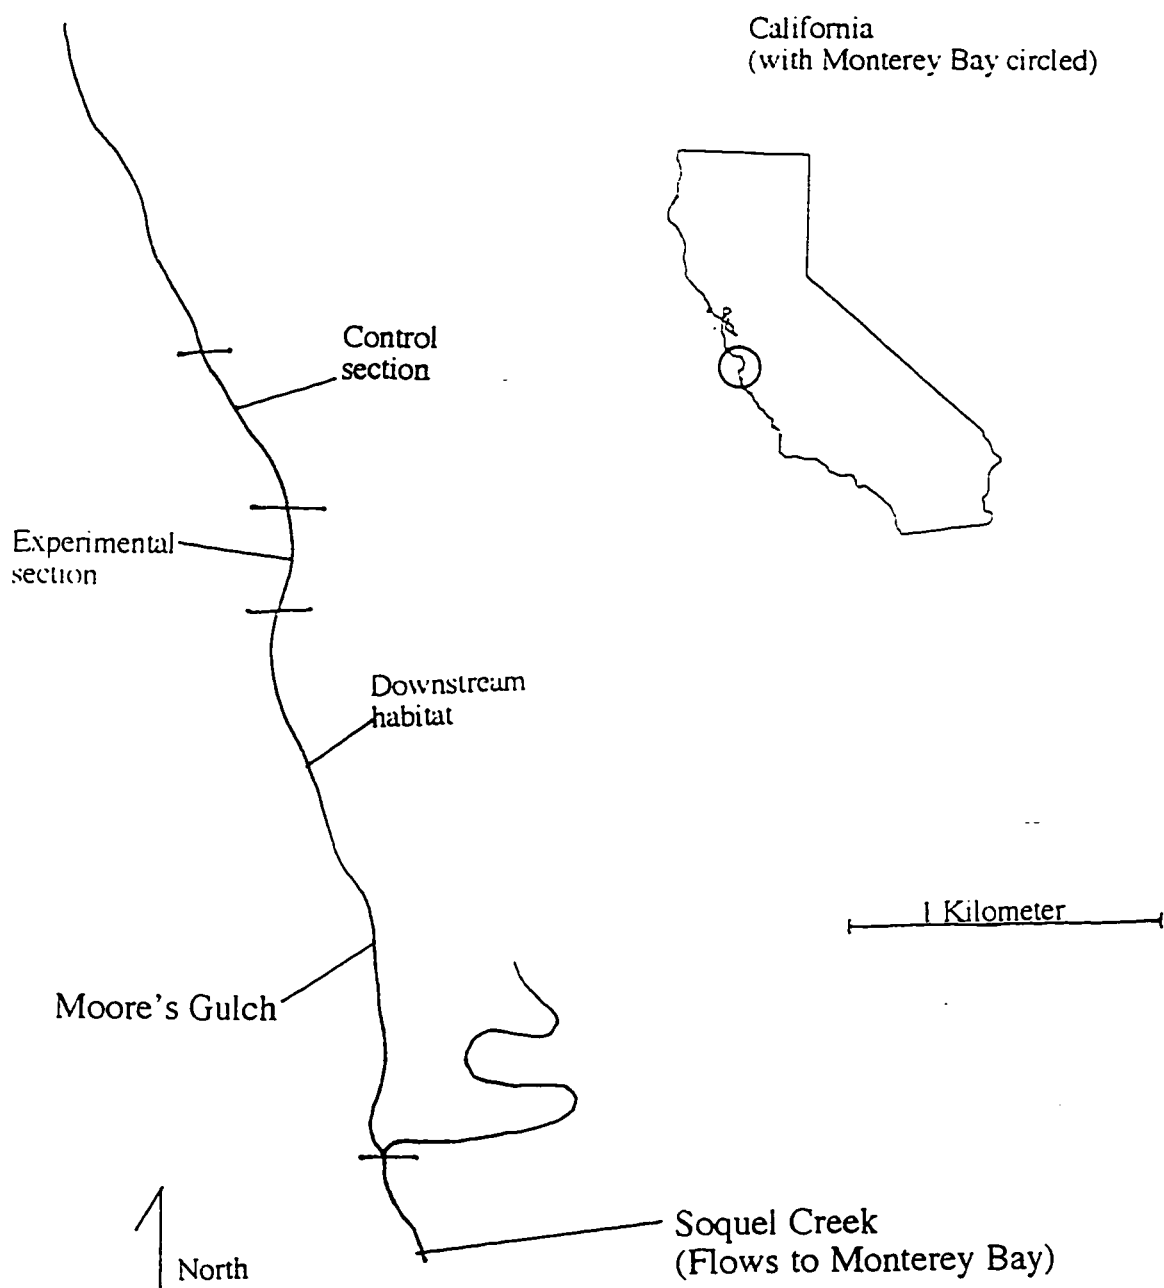 California
(with Monterey Bay circled)
Control
section
Experimental
section
Downstream
habitat
1 Kilometer
Moore's Gulch
Soquel Creek
(Flows to Monterey Bay)
North